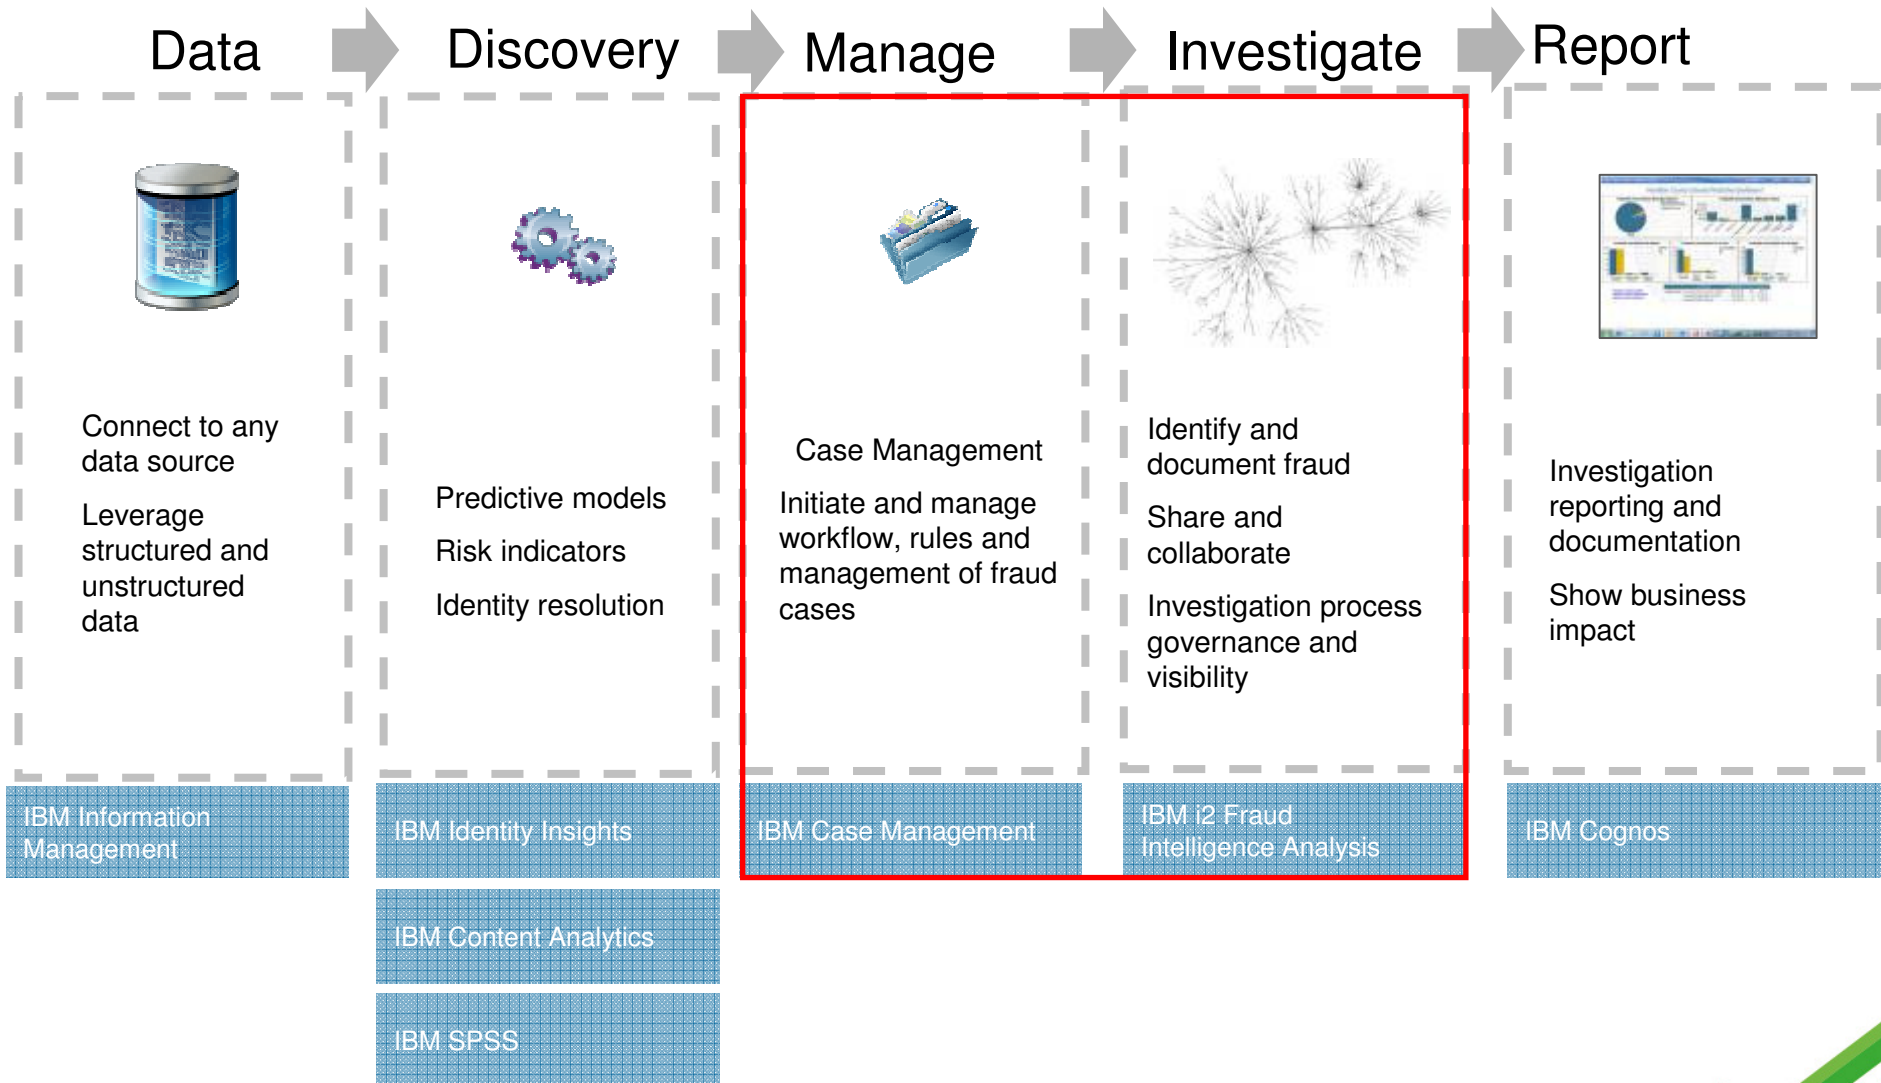 Data
Discovery
Manage
Investigate
Report
Connect to any
data source
Leverage
structured and
unstructured
data
Predictive models
Risk indicators
Identity resolution
Case Management
Initiate and manage
workflow, rules and
management of fraud
cases
Identify and
document fraud
Share and
collaborate
Investigation process
governance and
visibility
Investigation
reporting and
documentation
Show business
impact
IBM Information
Management
IBM Identity Insights
IBM Content Analytics
IBM SPSS
IBM Case Management
IBM i2 Fraud
Intelligence Analysis
IBM Cognos